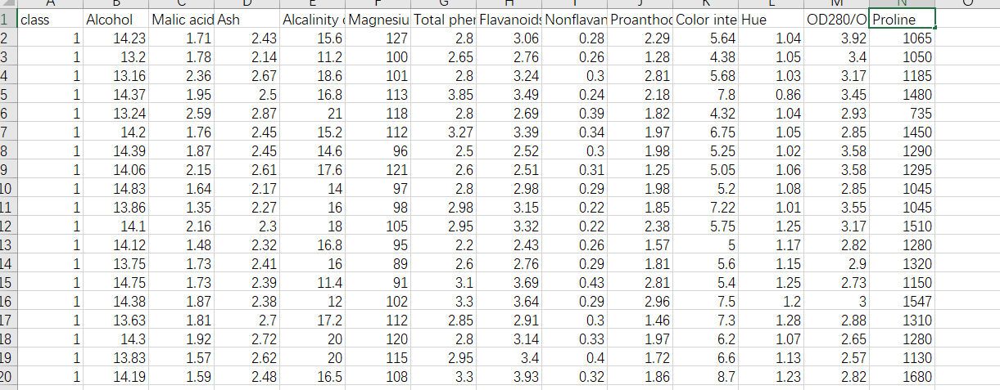 A B C D E F G H I J K L M N O
1 class Alcohol Malic acid Ash Alcalinity Magnesiu Total phen Flavanoids Nonflavan Proanthoc Color inte Hue OD280/O Proline
2 1 14.23 1.71 2.43 15.6 127 2.8 3.06 0.28 2.29 5.64 1.04 3.92 1065
3 1 13.2 1.78 2.14 11.2 100 2.65 2.76 0.26 1.28 4.38 1.05 3.4 1050
4 1 13.16 2.36 2.67 18.6 101 2.8 3.24 0.3 2.81 5.68 1.03 3.17 1185
5 1 14.37 1.95 2.5 16.8 113 3.85 3.49 0.24 2.18 7.8 0.86 3.45 1480
6 1 13.24 2.59 2.87 21 118 2.8 2.69 0.39 1.82 4.32 1.04 2.93 735
7 1 14.2 1.76 2.45 15.2 112 3.27 3.39 0.34 1.97 6.75 1.05 2.85 1450
8 1 14.39 1.87 2.45 14.6 96 2.5 2.52 0.3 1.98 5.25 1.02 3.58 1290
9 1 14.06 2.15 2.61 17.6 121 2.6 2.51 0.31 1.25 5.05 1.06 3.58 1295
10 1 14.83 1.64 2.17 14 97 2.8 2.98 0.29 1.98 5.2 1.08 2.85 1045
11 1 13.86 1.35 2.27 16 98 2.98 3.15 0.22 1.85 7.22 1.01 3.55 1045
12 1 14.1 2.16 2.3 18 105 2.95 3.32 0.22 2.38 5.75 1.25 3.17 1510
13 1 14.12 1.48 2.32 16.8 95 2.2 2.43 0.26 1.57 5 1.17 2.82 1280
14 1 13.75 1.73 2.41 16 89 2.6 2.76 0.29 1.81 5.6 1.15 2.9 1320
15 1 14.75 1.73 2.39 11.4 91 3.1 3.69 0.43 2.81 5.4 1.25 2.73 1150
16 1 14.38 1.87 2.38 12 102 3.3 3.64 0.29 2.96 7.5 1.2 3 1547
17 1 13.63 1.81 2.7 17.2 112 2.85 2.91 0.3 1.46 7.3 1.28 2.88 1310
18 1 14.3 1.92 2.72 20 120 2.8 3.14 0.33 1.97 6.2 1.07 2.65 1280
19 1 13.83 1.57 2.62 20 115 2.95 3.4 0.4 1.72 6.6 1.13 2.57 1130
20 1 14.19 1.59 2.48 16.5 108 3.3 3.93 0.32 1.86 8.7 1.23 2.82 1680